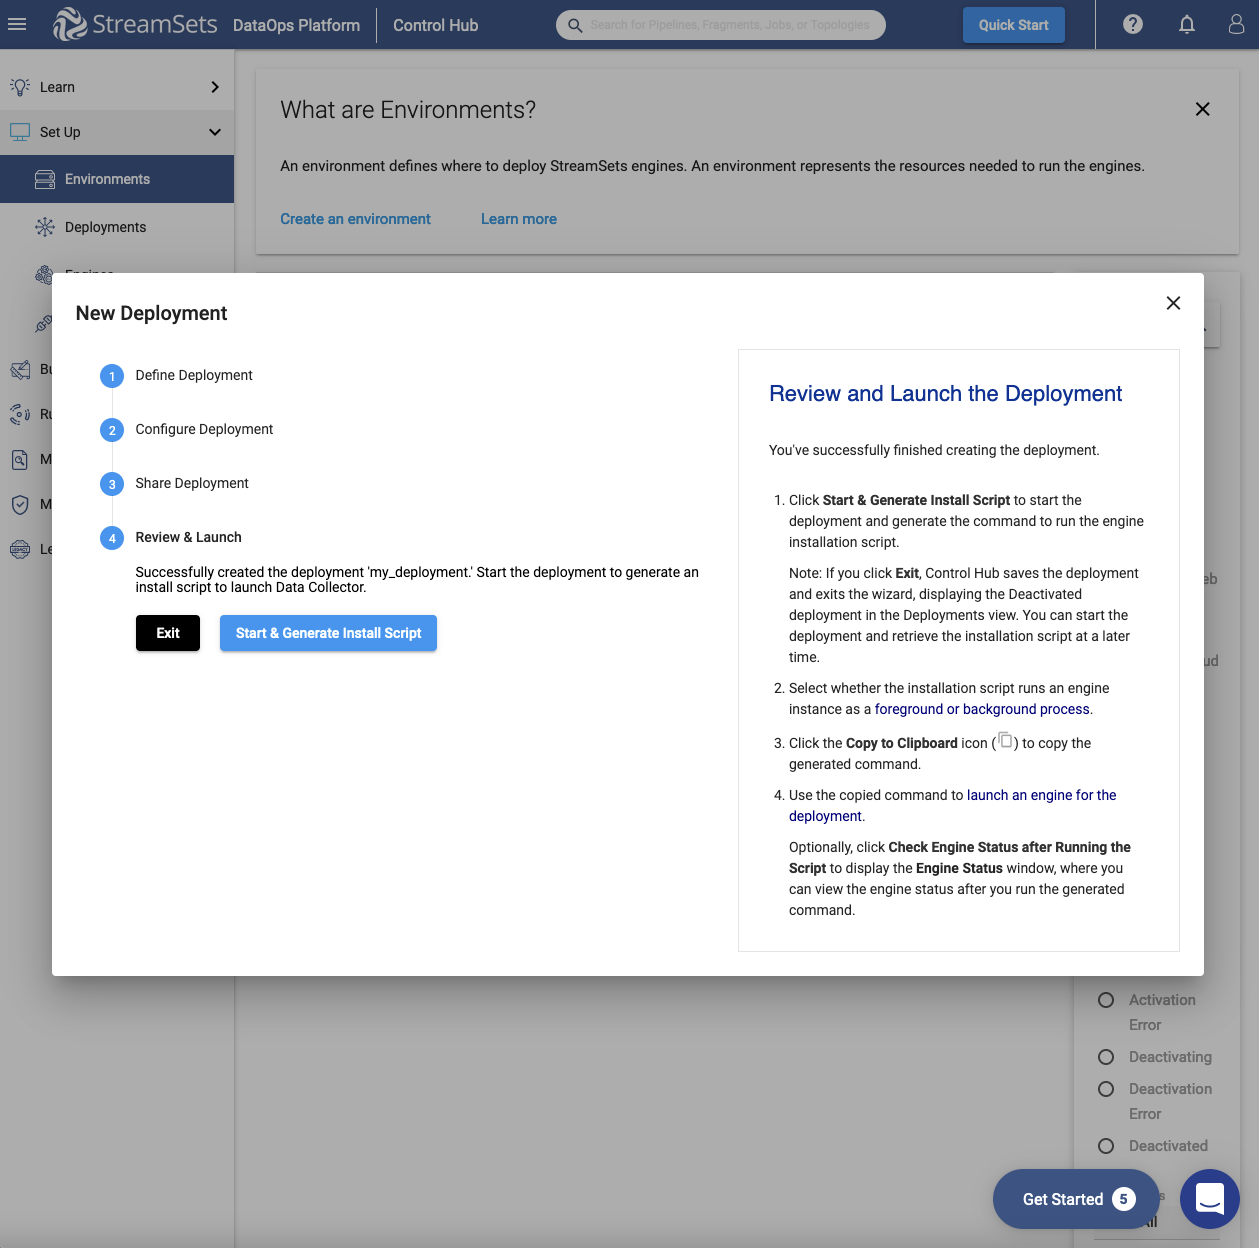 StreamSets DataOps Platform Control Hub
Search for Pipelines, Fragments, Jobs, or Topologies
Quick Start
Learn
Set Up
Environments
Deployments
What are Environments?
An environment defines where to deploy StreamSets engines. An environment represents the resources needed to run the engines.
Create an environment
Learn more
New Deployment
1 Define Deployment
2 Configure Deployment
3 Share Deployment
4 Review & Launch
Successfully created the deployment 'my_deployment.' Start the deployment to generate an
install script to launch Data Collector.
Exit
Start & Generate Install Script
Review and Launch the Deployment
You've successfully finished creating the deployment.
1. Click Start & Generate Install Script to start the
deployment and generate the command to run the engine
installation script.
Note: If you click Exit, Control Hub saves the deployment
and exits the wizard, displaying the Deactivated
deployment in the Deployments view. You can start the
deployment and retrieve the installation script at a later
time.
2. Select whether the installation script runs an engine
instance as a foreground or background process.
3. Click the Copy to Clipboard icon ( ) to copy the
generated command.
4. Use the copied command to launch an engine for the
deployment.
Optionally, click Check Engine Status after Running the
Script to display the Engine Status window, where you
can view the engine status after you run the generated
command.
Activation
Error
Deactivating
Deactivation
Error
Deactivated
Get Started 5
All